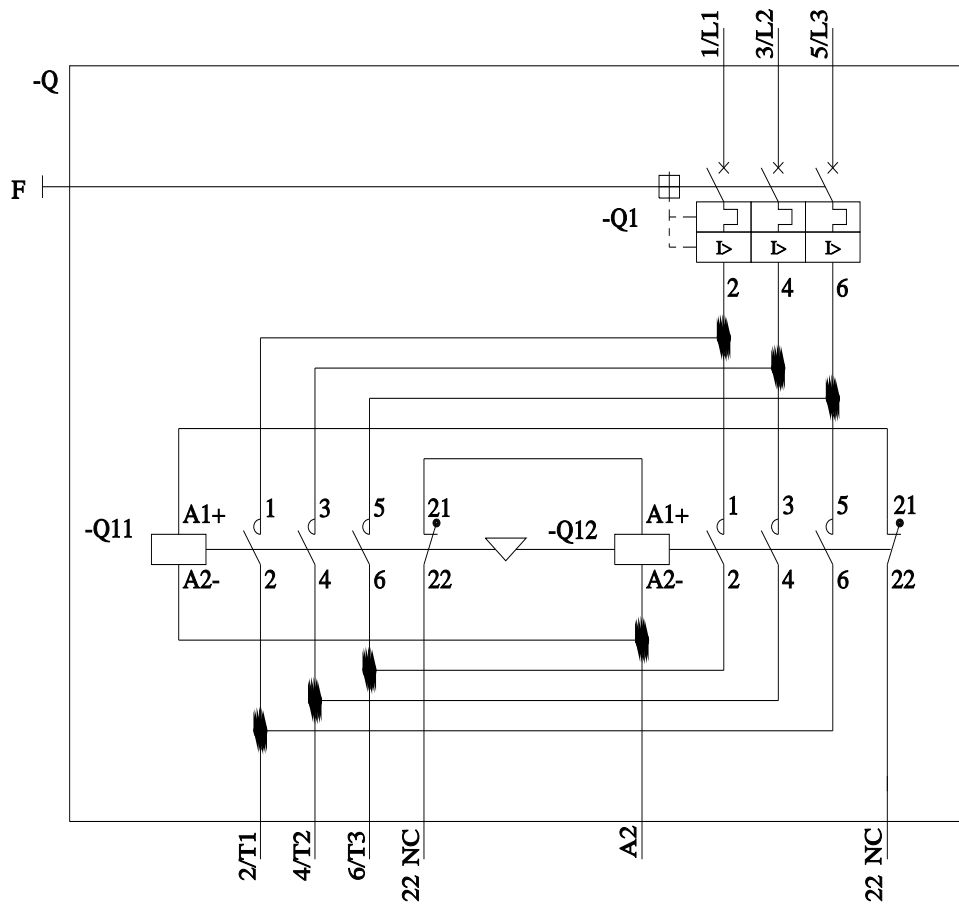 1/L1 3/L2 5/L3
-Q
F
-Q1
I> I> I>
2 4 6
1 3 5 21 1 3 5 21
-Q11 A1+ -Q12 A1+
A2- 2 4 6 22 A2- 2 4 6 22
2/T1 4/T2 6/T3 22 NC A2 22 NC